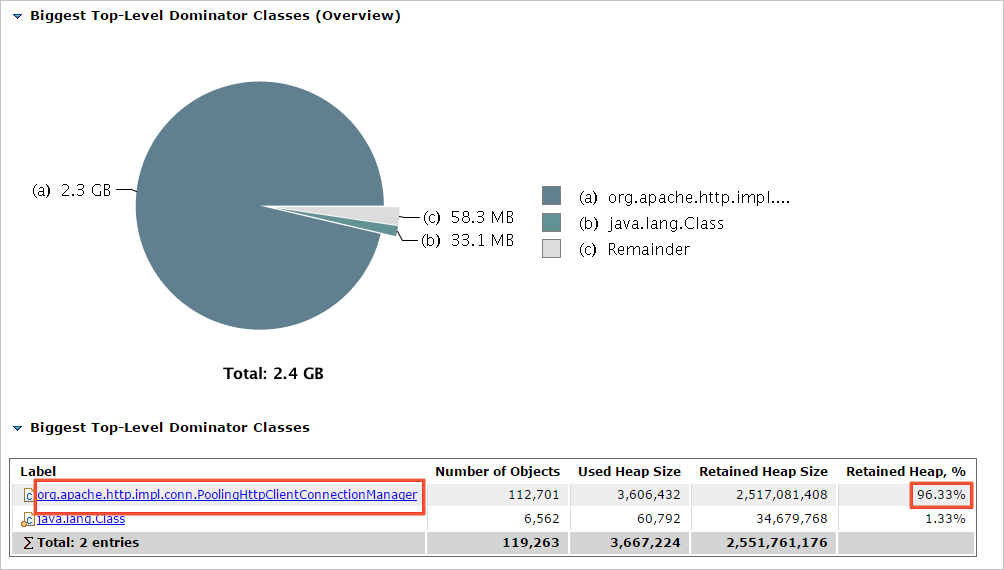 Biggest Top-Level Dominator Classes (Overview)
(a) 2.3 GB
(c) 58.3 MB
(b) 33.1 MB
(a) org.apache.http.impl....
(b) java.lang.Class
(c) Remainder
Total: 2.4 GB
Biggest Top-Level Dominator Classes
Label Number of Objects Used Heap Size Retained Heap Size Retained Heap, %
org.apache.http.impl.conn.PoolingHttpClientConnectionManager 112,701 3,606,432 2,517,081,408 96.33%
java.lang.Class 6,562 60,792 34,679,768 1.33%
∑ Total: 2 entries 119,263 3,667,224 2,551,761,176